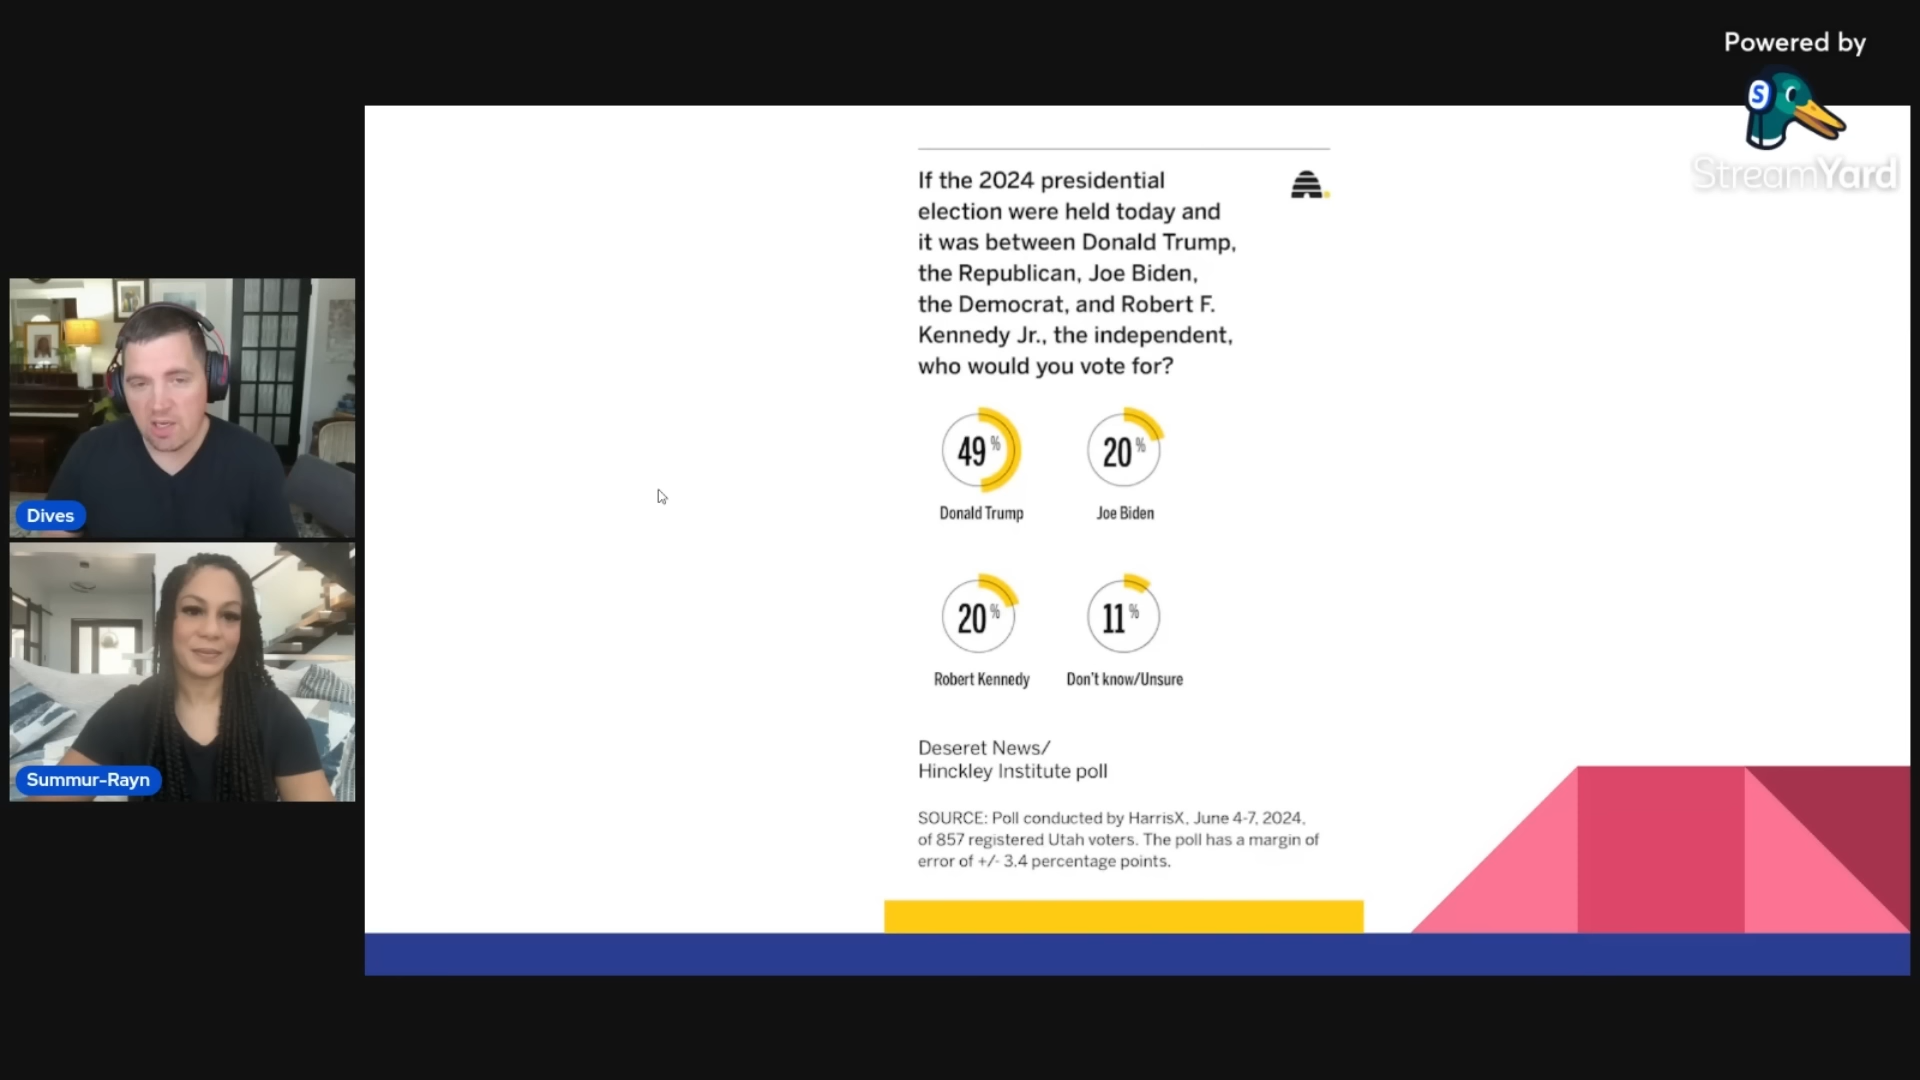 Powered by
S
StreamYard
If the 2024 presidential
election were held today and
it was between Donald Trump,
the Republican, Joe Biden,
the Democrat, and Robert F.
Kennedy Jr., the independent,
who would you vote for?
49%
20%
Donald Trump
Joe Biden
20%
11%
Robert Kennedy
Don't know/Unsure
Deseret News/
Hinckley Institute poll
SOURCE: Poll conducted by HarrisX, June 4-7, 2024,
of 857 registered Utah voters. The poll has a margin of
error of +/- 3.4 percentage points.
Dives
Summur-Rayn